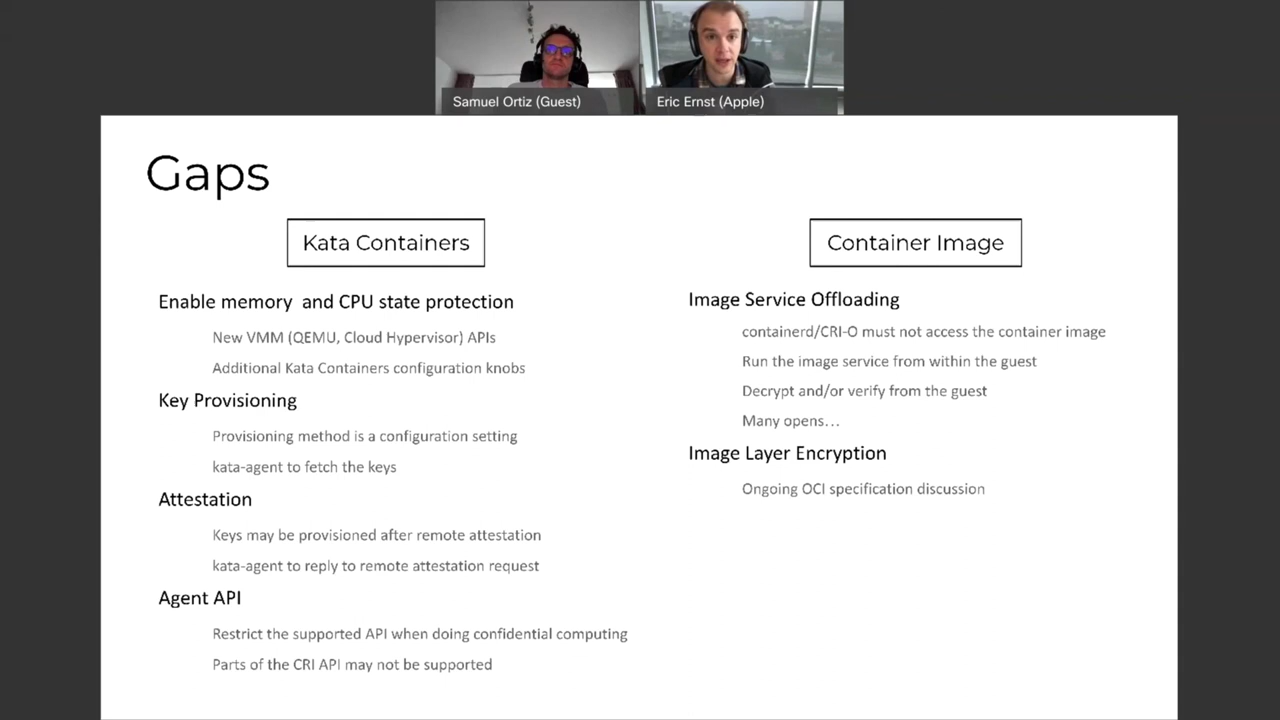 Samuel Ortiz (Guest)
Eric Ernst (Apple)
Gaps
Kata Containers
Enable memory and CPU state protection
New VMM (QEMU, Cloud Hypervisor) APIs
Additional Kata Containers configuration knobs
Key Provisioning
Provisioning method is a configuration setting
kata-agent to fetch the keys
Attestation
Keys may be provisioned after remote attestation
kata-agent to reply to remote attestation request
Agent API
Restrict the supported API when doing confidential computing
Parts of the CRI API may not be supported
Container Image
Image Service Offloading
containerd/CRI-O must not access the container image
Run the image service from within the guest
Decrypt and/or verify from the guest
Many opens…
Image Layer Encryption
Ongoing OCI specification discussion